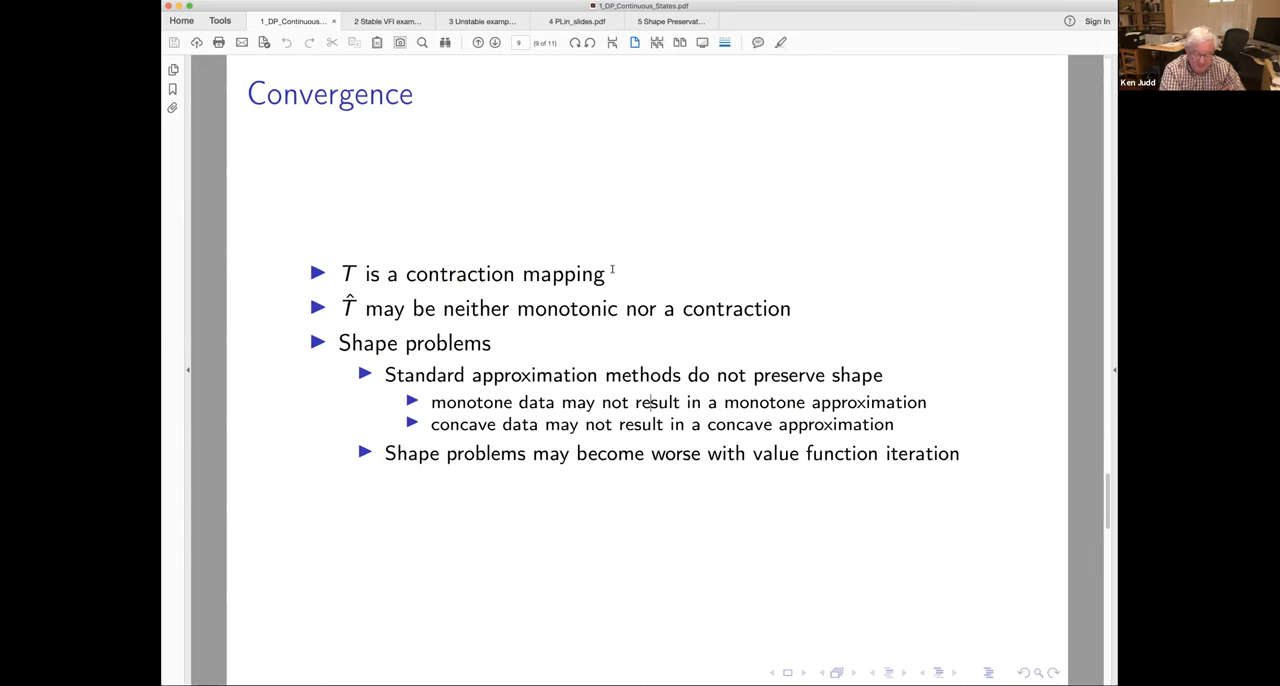 1_DP_Continuous_States.pdf
Home Tools 1_DP_Continuous... × 2 Stable VFI exam... 3 Unstable examp... 4 PLin_slides.pdf 5 Shape Preservat... Sign In
9 (9 of 11)
Ken Judd
Convergence
T is a contraction mapping
T̂ may be neither monotonic nor a contraction
Shape problems
Standard approximation methods do not preserve shape
monotone data may not result in a monotone approximation
concave data may not result in a concave approximation
Shape problems may become worse with value function iteration